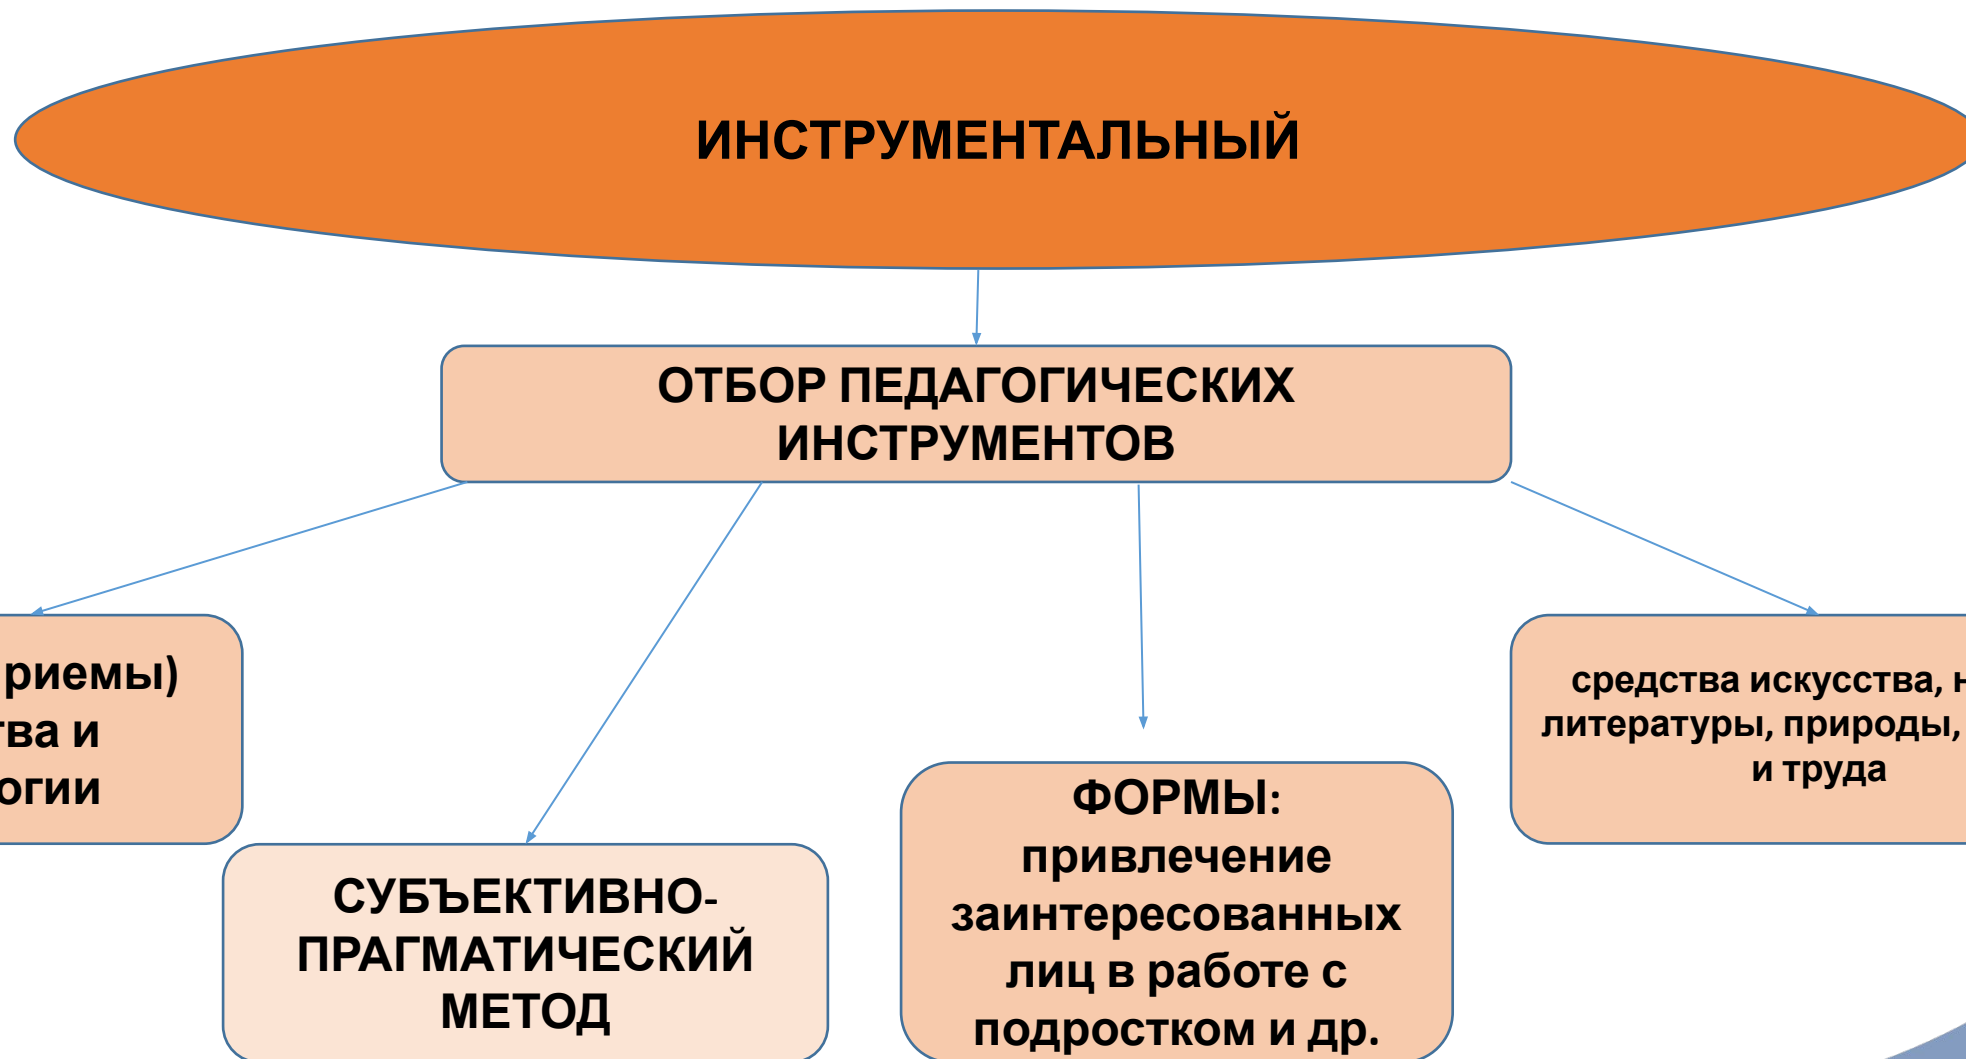 ИНСТРУМЕНТАЛЬНЫЙ
ОТБОР ПЕДАГОГИЧЕСКИХ
ИНСТРУМЕНТОВ
риемы)
тва и
огии
СУБЪЕКТИВНО-
ПРАГМАТИЧЕСКИЙ
МЕТОД
ФОРМЫ:
привлечение
заинтересованных
лиц в работе с
подростком и др.
средства искусства,
литературы, природы,
и труда